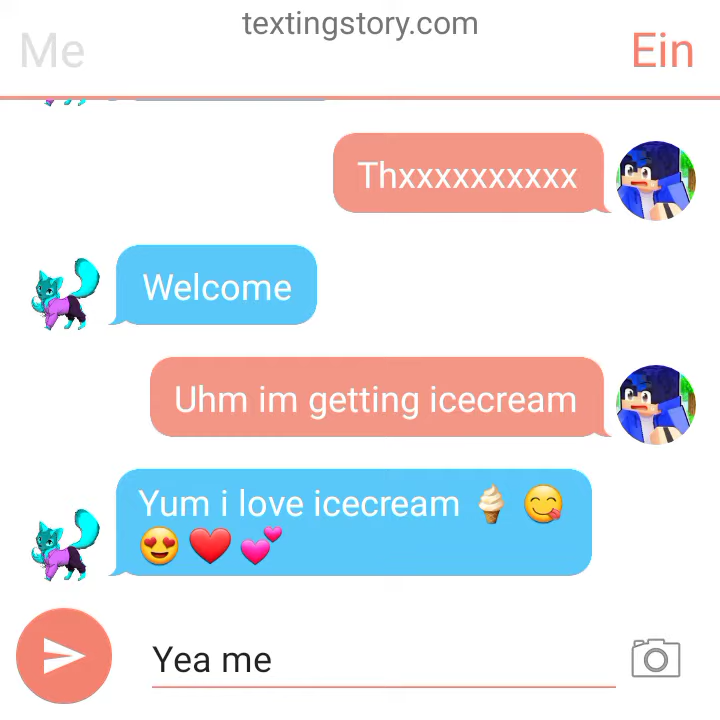 textingstory.com
Me
Ein
Thxxxxxxxxxx
Welcome
Uhm im getting icecream
Yum i love icecream 🍦 😋
😍 ❤️ 💕
Yea me